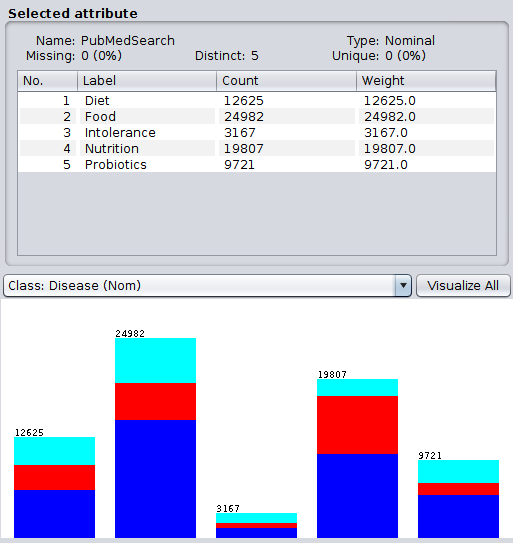 Selected attribute
Name: PubMedSearch Type: Nominal
Missing: 0 (0%) Distinct: 5 Unique: 0 (0%)
No. Label Count Weight
1 Diet 12625 12625.0
2 Food 24982 24982.0
3 Intolerance 3167 3167.0
4 Nutrition 19807 19807.0
5 Probiotics 9721 9721.0
Class: Disease (Nom) Visualize All
24982
19807
12625
9721
3167